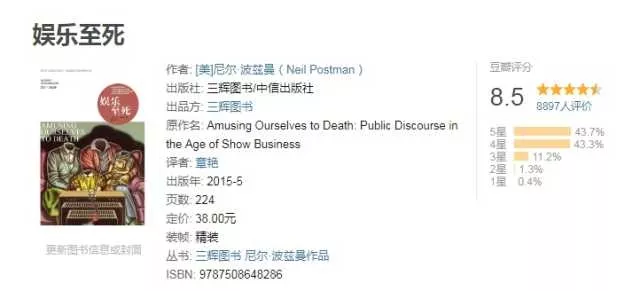 娱乐至死
娱乐
至死
AMUSING
OURSELVES
TO DEATH
更新图书信息或封面
作者: [美]尼尔·波兹曼（Neil Postman）
出版社: 三辉图书/中信出版社
出品方: 三辉图书
原作名: Amusing Ourselves to Death: Public Discourse in
the Age of Show Business
译者: 章艳
出版年: 2015-5
页数: 224
定价: 38.00元
装帧: 精装
丛书: 三辉图书 尼尔·波兹曼作品
ISBN: 9787508648286
豆瓣评分
8.5
8897人评价
5星 43.7%
4星 43.3%
3星 11.2%
2星 1.3%
1星 0.4%